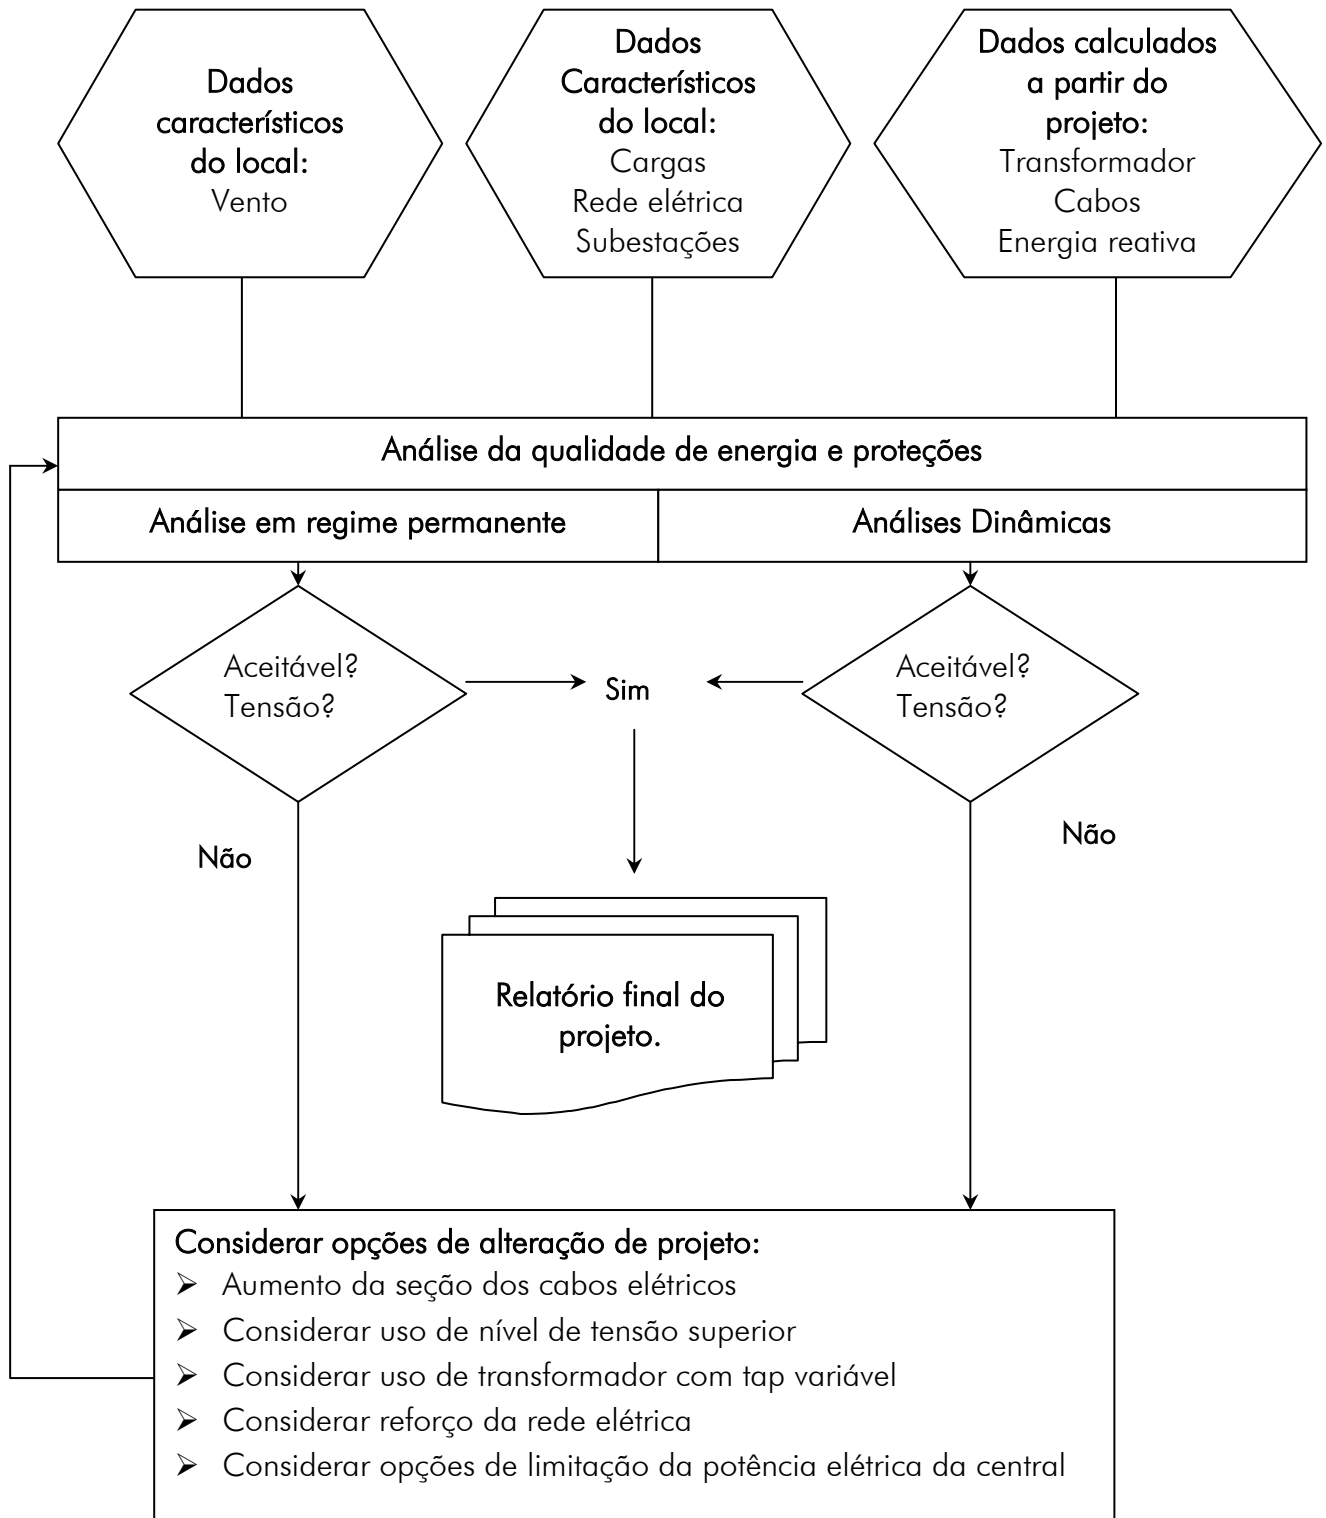 Dados
característicos
do local:
Vento
Dados
Característicos
do local:
Cargas
Rede elétrica
Subestações
Dados calculados
a partir do
projeto:
Transformador
Cabos
Energia reativa
Análise da qualidade de energia e proteções
Análise em regime permanente
Análises Dinâmicas
Aceitável?
Tensão?
Sim
Aceitável?
Tensão?
Não
Não
Relatório final do
projeto.
Considerar opções de alteração de projeto:
➢ Aumento da seção dos cabos elétricos
➢ Considerar uso de nível de tensão superior
➢ Considerar uso de transformador com tap variável
➢ Considerar reforço da rede elétrica
➢ Considerar opções de limitação da potência elétrica da central